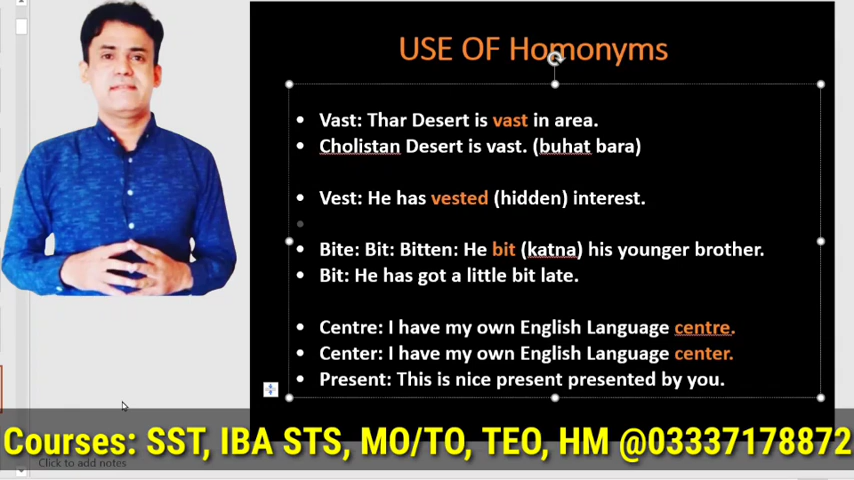 USE OF Homonyms
Vast: Thar Desert is vast in area.
Cholistan Desert is vast. (buhat bara)
Vest: He has vested (hidden) interest.
Bite: Bit: Bitten: He bit (katna) his younger brother.
Bit: He has got a little bit late.
Centre: I have my own English Language centre.
Center: I have my own English Language center.
Present: This is nice present presented by you.
Courses: SST, IBA STS, MO/TO, TEO, HM @03337178872
Click to add notes